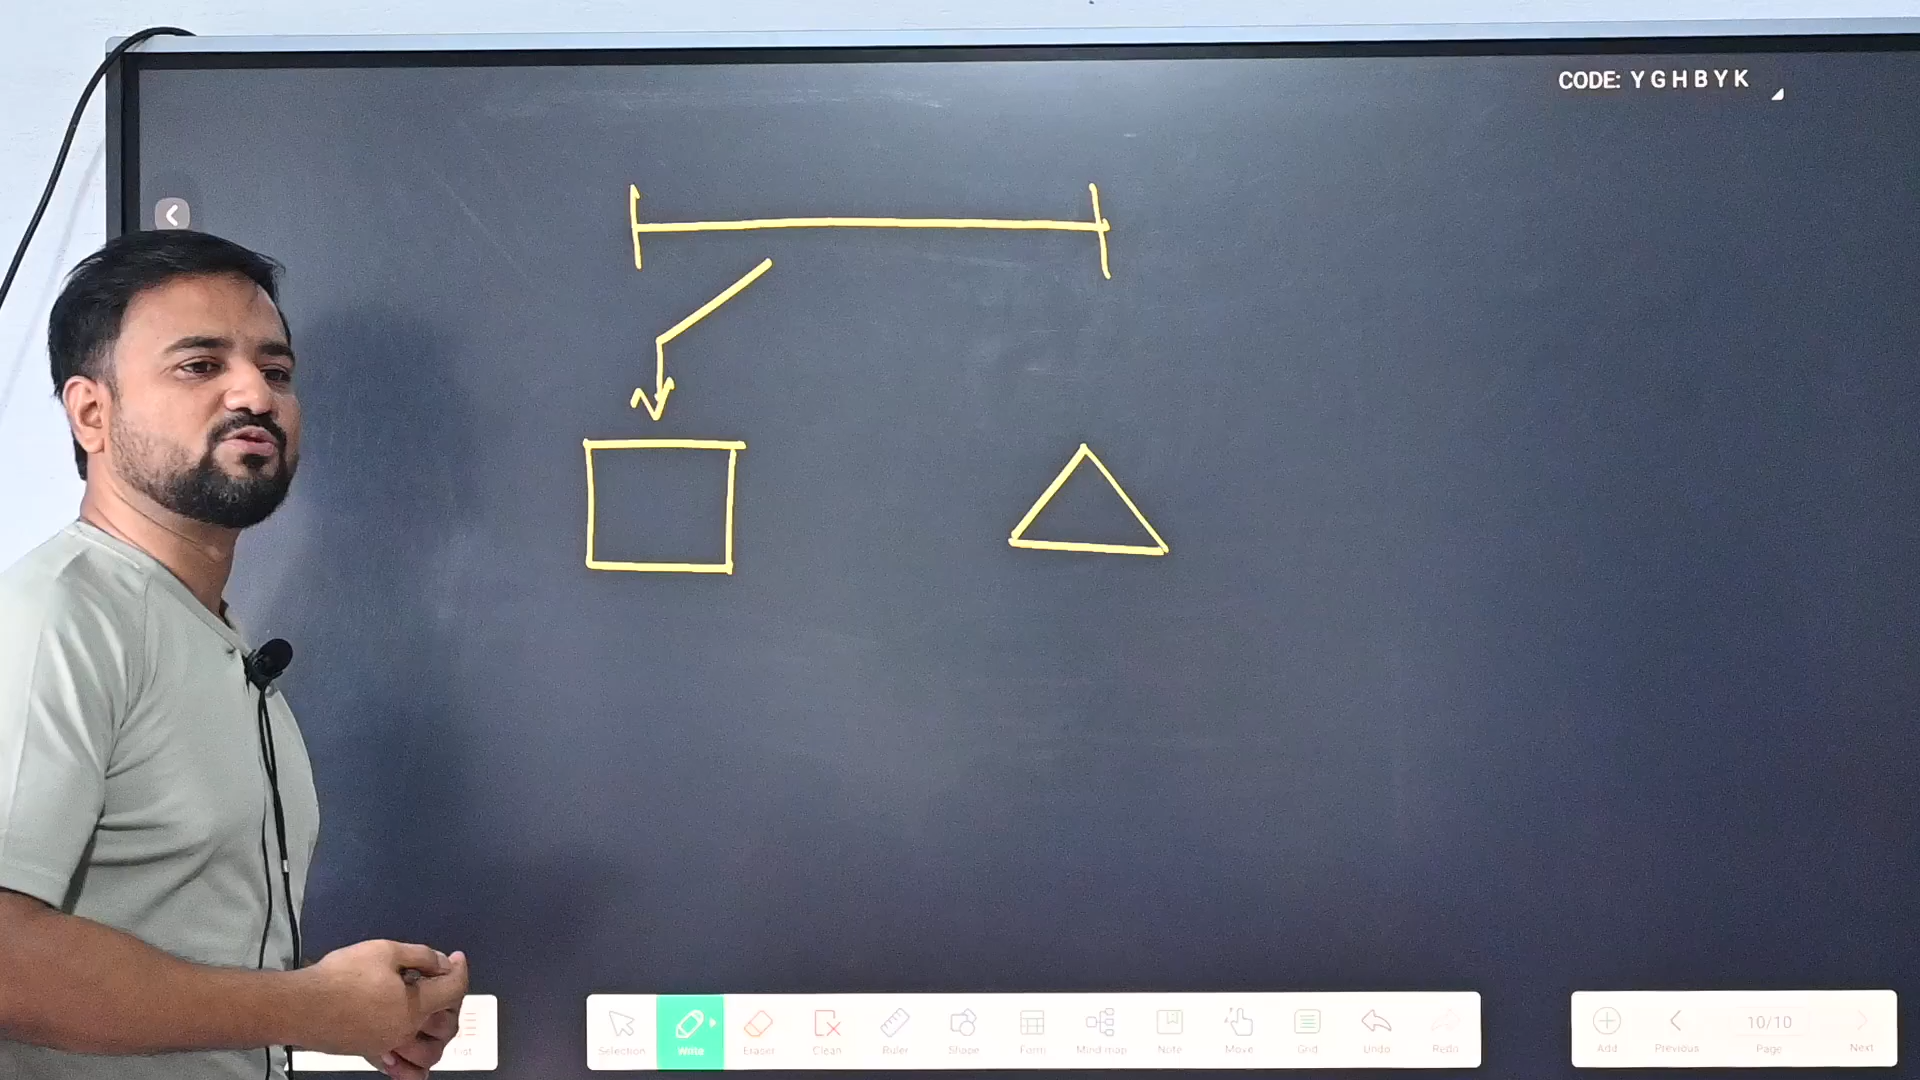 CODE: YGHBYK
List
Selection
Write
Eraser
Clean
Ruler
Shape
Form
Mind map
Note
Move
Grid
Undo
Redo
Add
Previous
10/10
Page
Next